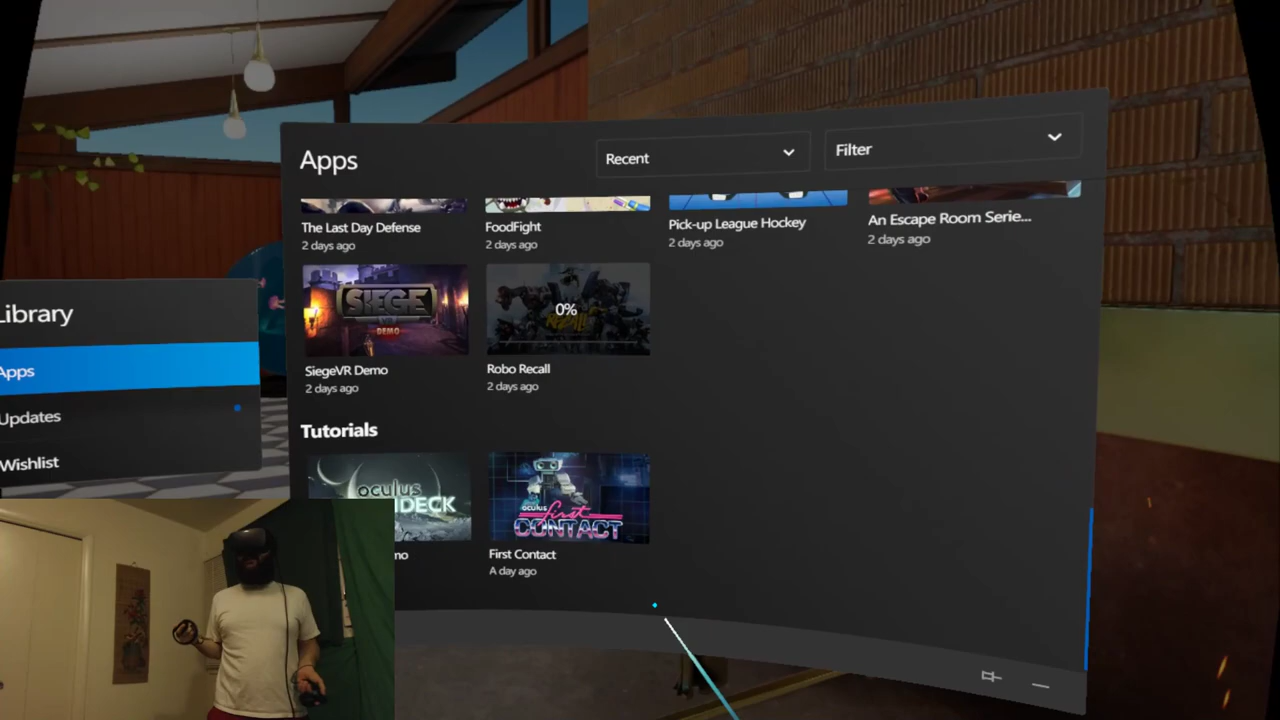 Apps
Recent
Filter
The Last Day Defense
2 days ago
FoodFight
2 days ago
Pick-up League Hockey
2 days ago
An Escape Room Serie...
2 days ago
Library
Apps
Updates
Wishlist
SIEGE
DEMO
SiegeVR Demo
2 days ago
0%
Robo Recall
2 days ago
Tutorials
oculus
DECK
mo
oculus
first
CONTACT
First Contact
A day ago